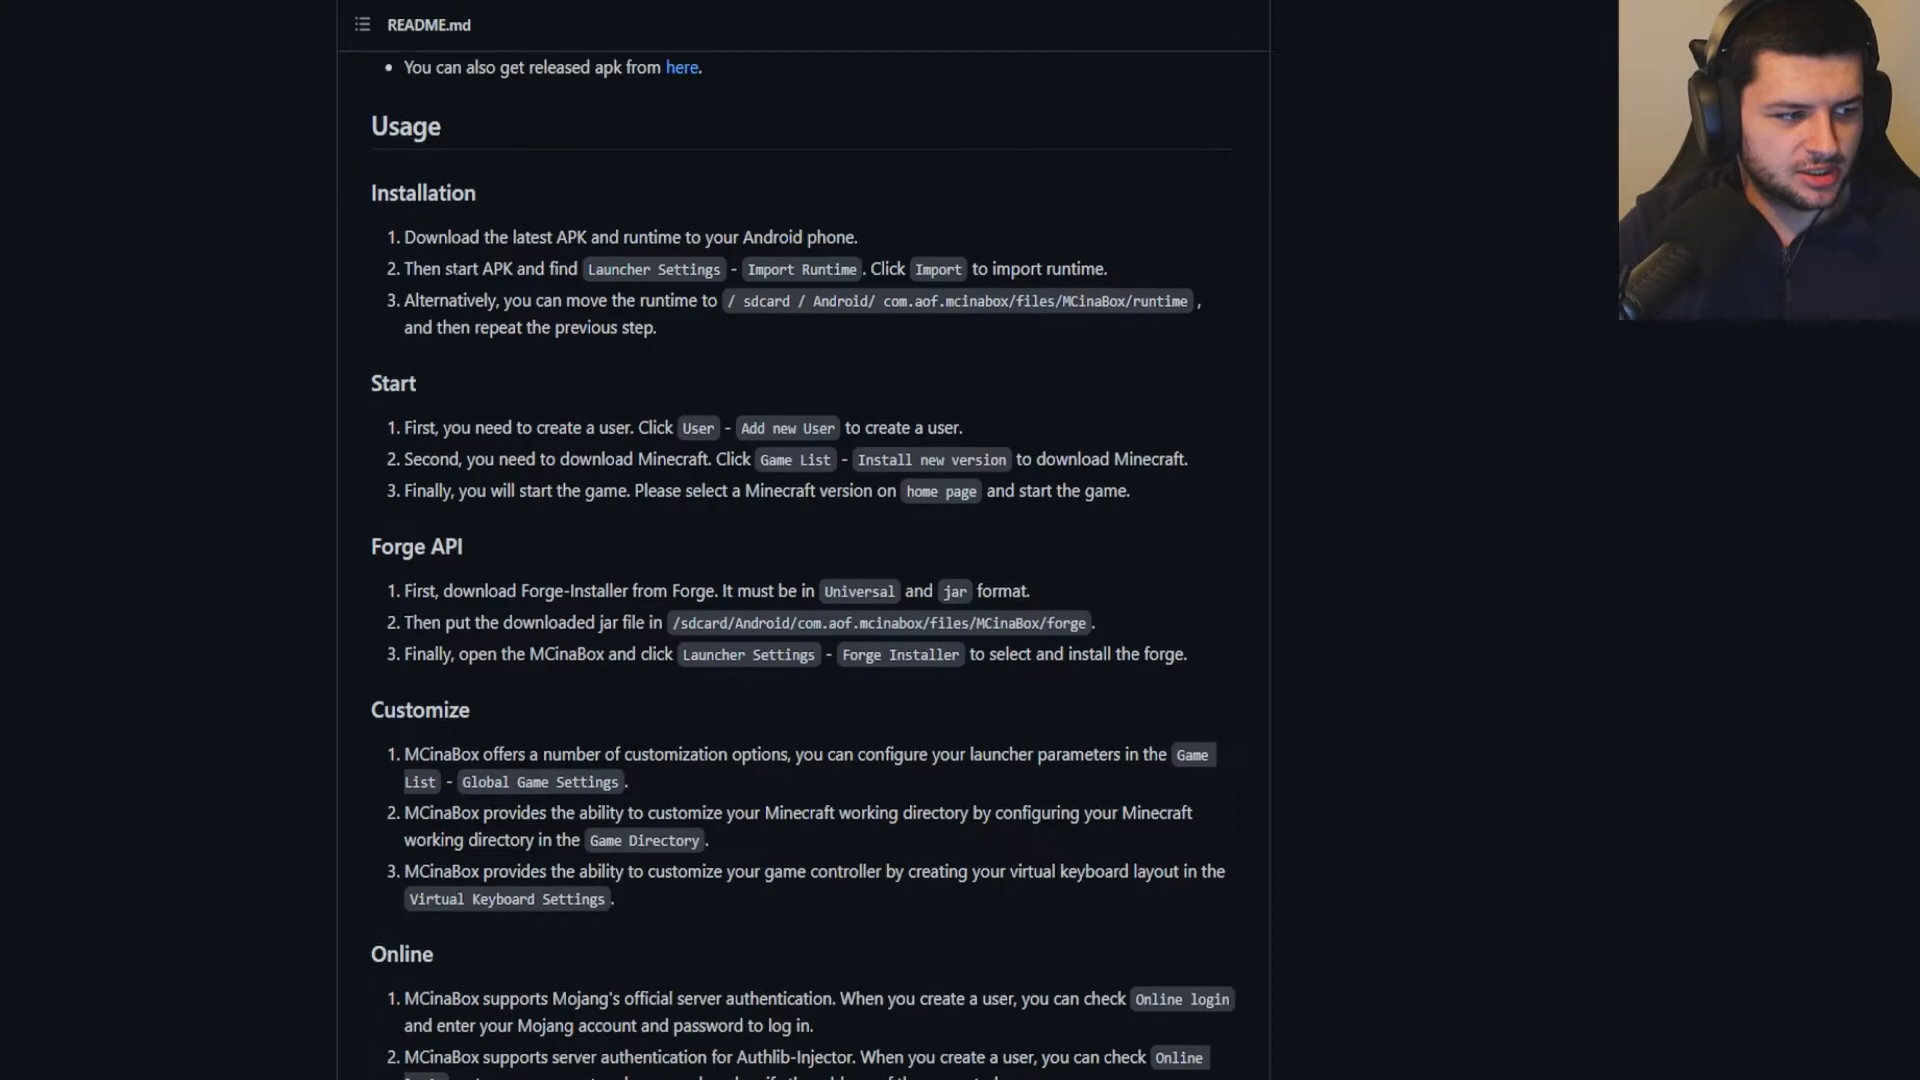 README.md
You can also get released apk from here.
Usage
Installation
1. Download the latest APK and runtime to your Android phone.
2. Then start APK and find Launcher Settings - Import Runtime. Click Import to import runtime.
3. Alternatively, you can move the runtime to / sdcard / Android/ com.aof.mcinabox/files/MCinaBox/runtime ,
and then repeat the previous step.
Start
1. First, you need to create a user. Click User - Add new User to create a user.
2. Second, you need to download Minecraft. Click Game List - Install new version to download Minecraft.
3. Finally, you will start the game. Please select a Minecraft version on home page and start the game.
Forge API
1. First, download Forge-Installer from Forge. It must be in Universal and jar format.
2. Then put the downloaded jar file in /sdcard/Android/com.aof.mcinabox/files/MCinaBox/forge.
3. Finally, open the MCinaBox and click Launcher Settings - Forge Installer to select and install the forge.
Customize
1. MCinaBox offers a number of customization options, you can configure your launcher parameters in the Game
List - Global Game Settings.
2. MCinaBox provides the ability to customize your Minecraft working directory by configuring your Minecraft
working directory in the Game Directory.
3. MCinaBox provides the ability to customize your game controller by creating your virtual keyboard layout in the
Virtual Keyboard Settings.
Online
1. MCinaBox supports Mojang's official server authentication. When you create a user, you can check Online login
and enter your Mojang account and password to log in.
2. MCinaBox supports server authentication for Authlib-Injector. When you create a user, you can check Online